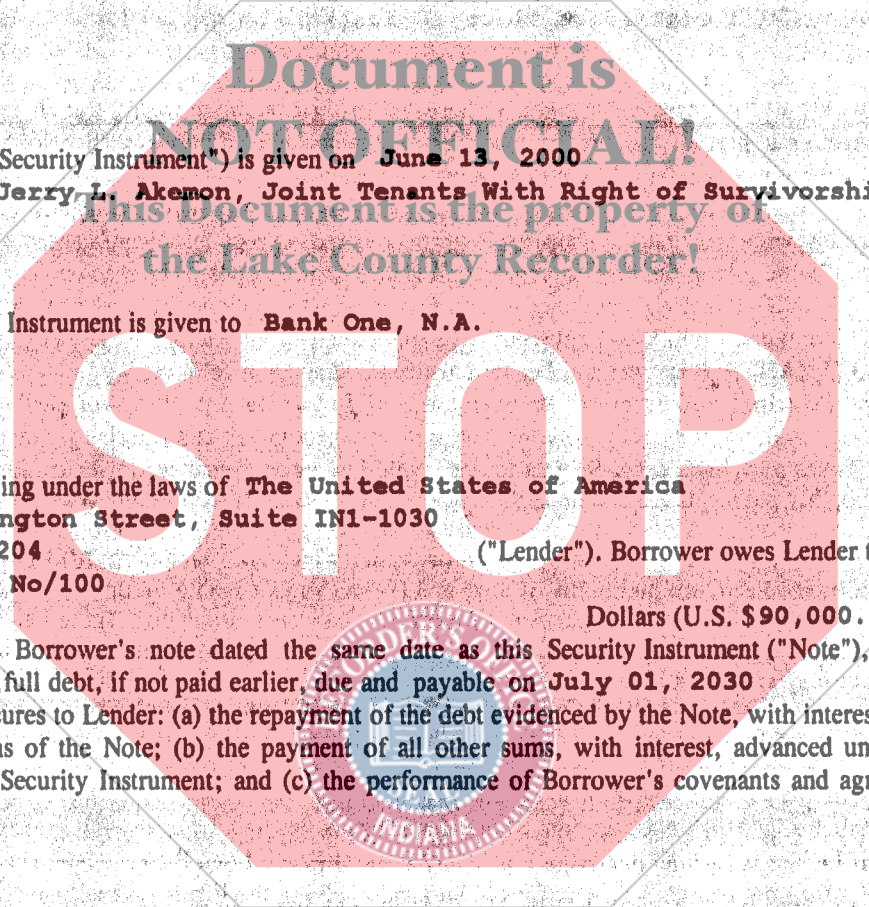 Document is
NOT OFFICIAL!
Security Instrument") is given on June 13, 2000
Jerry L. Akemon, Joint Tenants With Right of Survivorshi
This Document is the property of
the Lake County Recorder!
Instrument is given to Bank One, N.A.
STOP
ing under the laws of The United States of America
ngton Street, Suite IN1-1030
204 ("Lender"). Borrower owes Lender t
No/100
Dollars (U.S. $90,000.
Borrower's note dated the same date as this Security Instrument ("Note"),
full debt, if not paid earlier, due and payable on July 01, 2030
ures to Lender: (a) the repayment of the debt evidenced by the Note, with interes
s of the Note; (b) the payment of all other sums, with interest, advanced un
Security Instrument; and (c) the performance of Borrower's covenants and agr
RECORDER'S OFFICE
INDIANA